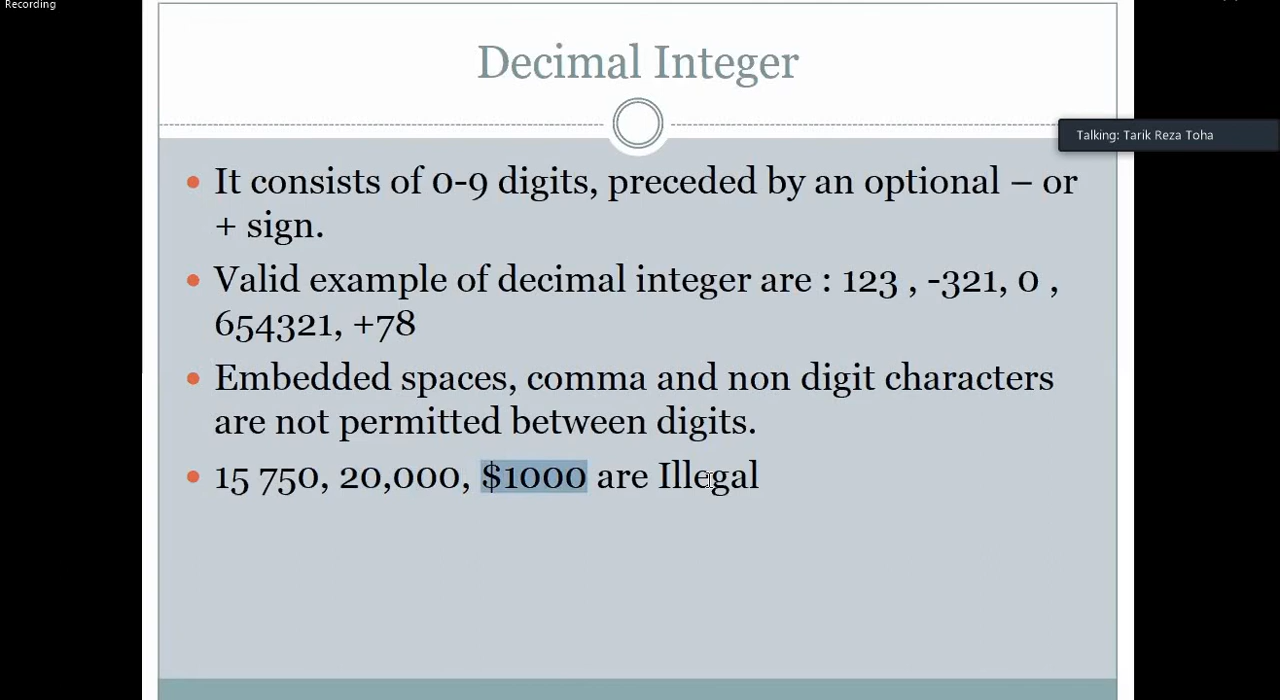 Recording
Decimal Integer
Talking: Tarik Reza Toha
• It consists of 0-9 digits, preceded by an optional – or
+ sign.
• Valid example of decimal integer are : 123 , -321, 0 ,
654321, +78
• Embedded spaces, comma and non digit characters
are not permitted between digits.
• 15 750, 20,000, $1000 are Illegal